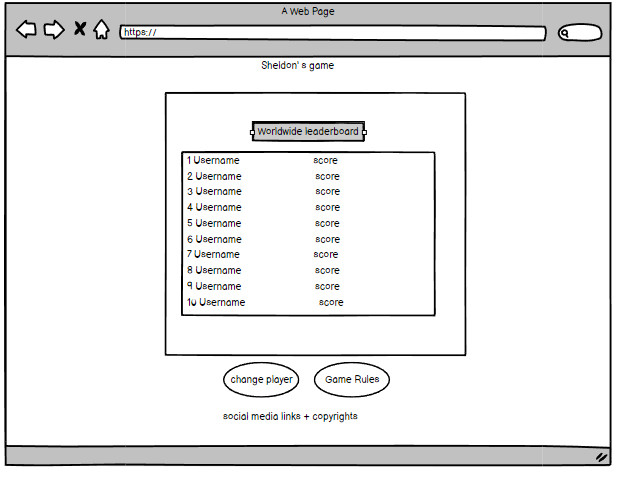 A Web Page
https://
Sheldon's game
Worldwide leaderboard
1 Username score
2 Username score
3 Username score
4 Username score
5 Username score
6 Username score
7 Username score
8 Username score
9 Username score
10 Username score
change player Game Rules
social media links + copyrights